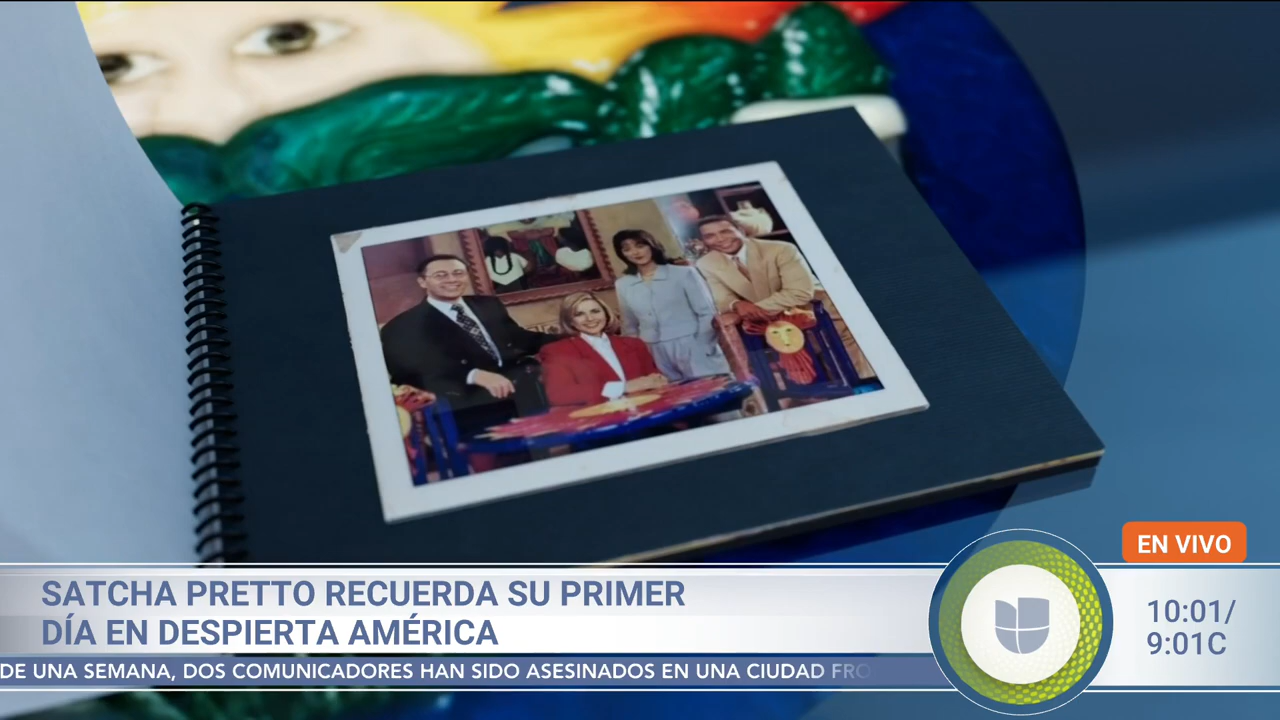 EN VIVO
SATCHA PRETTO RECUERDA SU PRIMER
DÍA EN DESPIERTA AMÉRICA
10:01/
9:01C
DE UNA SEMANA, DOS COMUNICADORES HAN SIDO ASESINADOS EN UNA CIUDAD FRO